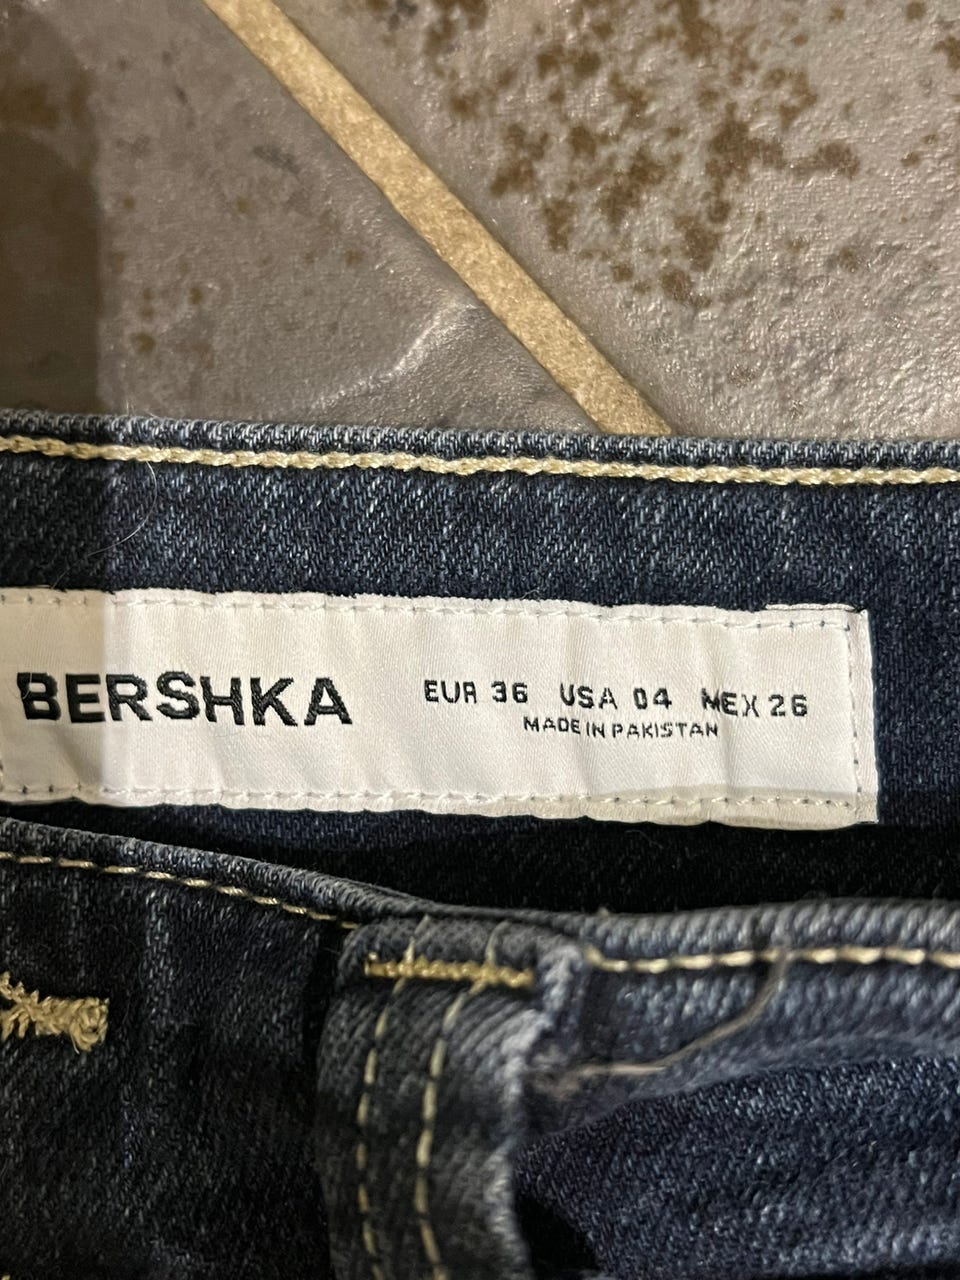 BERSHKA
EUR 36 USA 04 MEX 26
MADE IN PAKISTAN